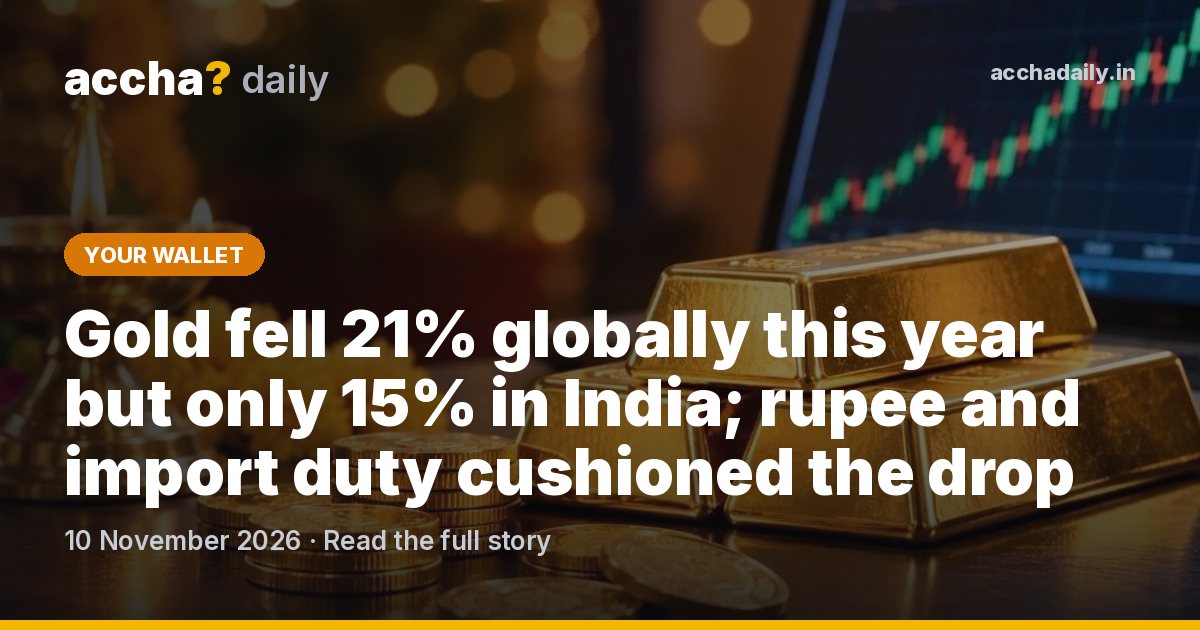 accha? daily
acchadaily.in
YOUR WALLET
Gold fell 21% globally this year
but only 15% in India; rupee and
import duty cushioned the drop
10 November 2026 · Read the full story